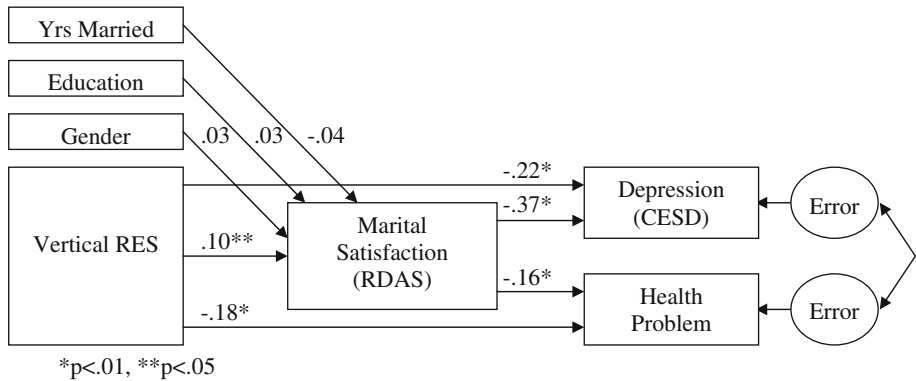 Yrs Married
Education
Gender
.03
.03
-.04
Vertical RES
.10**
-.18*
Marital
Satisfaction
(RDAS)
-.22*
-.37*
-.16*
Depression
(CESD)
Error
Health
Problem
Error
*p<.01, **p<.05